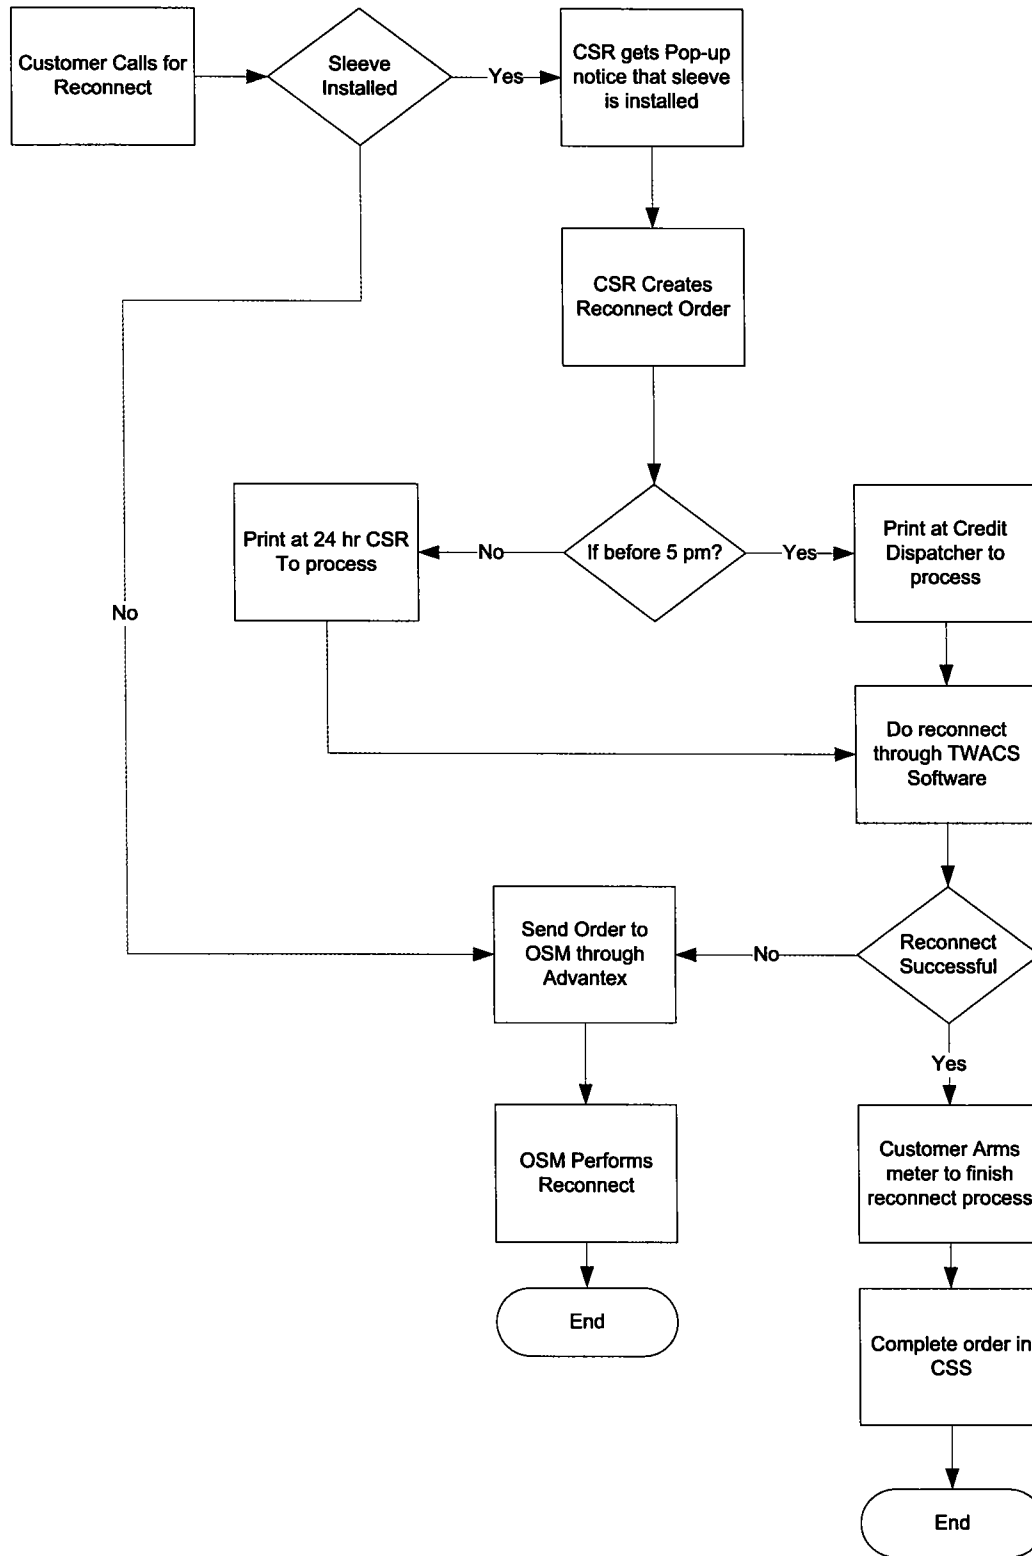 Customer Calls for
Reconnect
Sleeve
Installed
Yes
CSR gets Pop-up
notice that sleeve
is installed
CSR Creates
Reconnect Order
Print at 24 hr CSR
To process
No
If before 5 pm?
Yes
Print at Credit
Dispatcher to
process
No
Do reconnect
through TWACS
Software
Send Order to
OSM through
Advantex
No
Reconnect
Successful
Yes
OSM Performs
Reconnect
Customer Arms
meter to finish
reconnect process
End
Complete order in
CSS
End